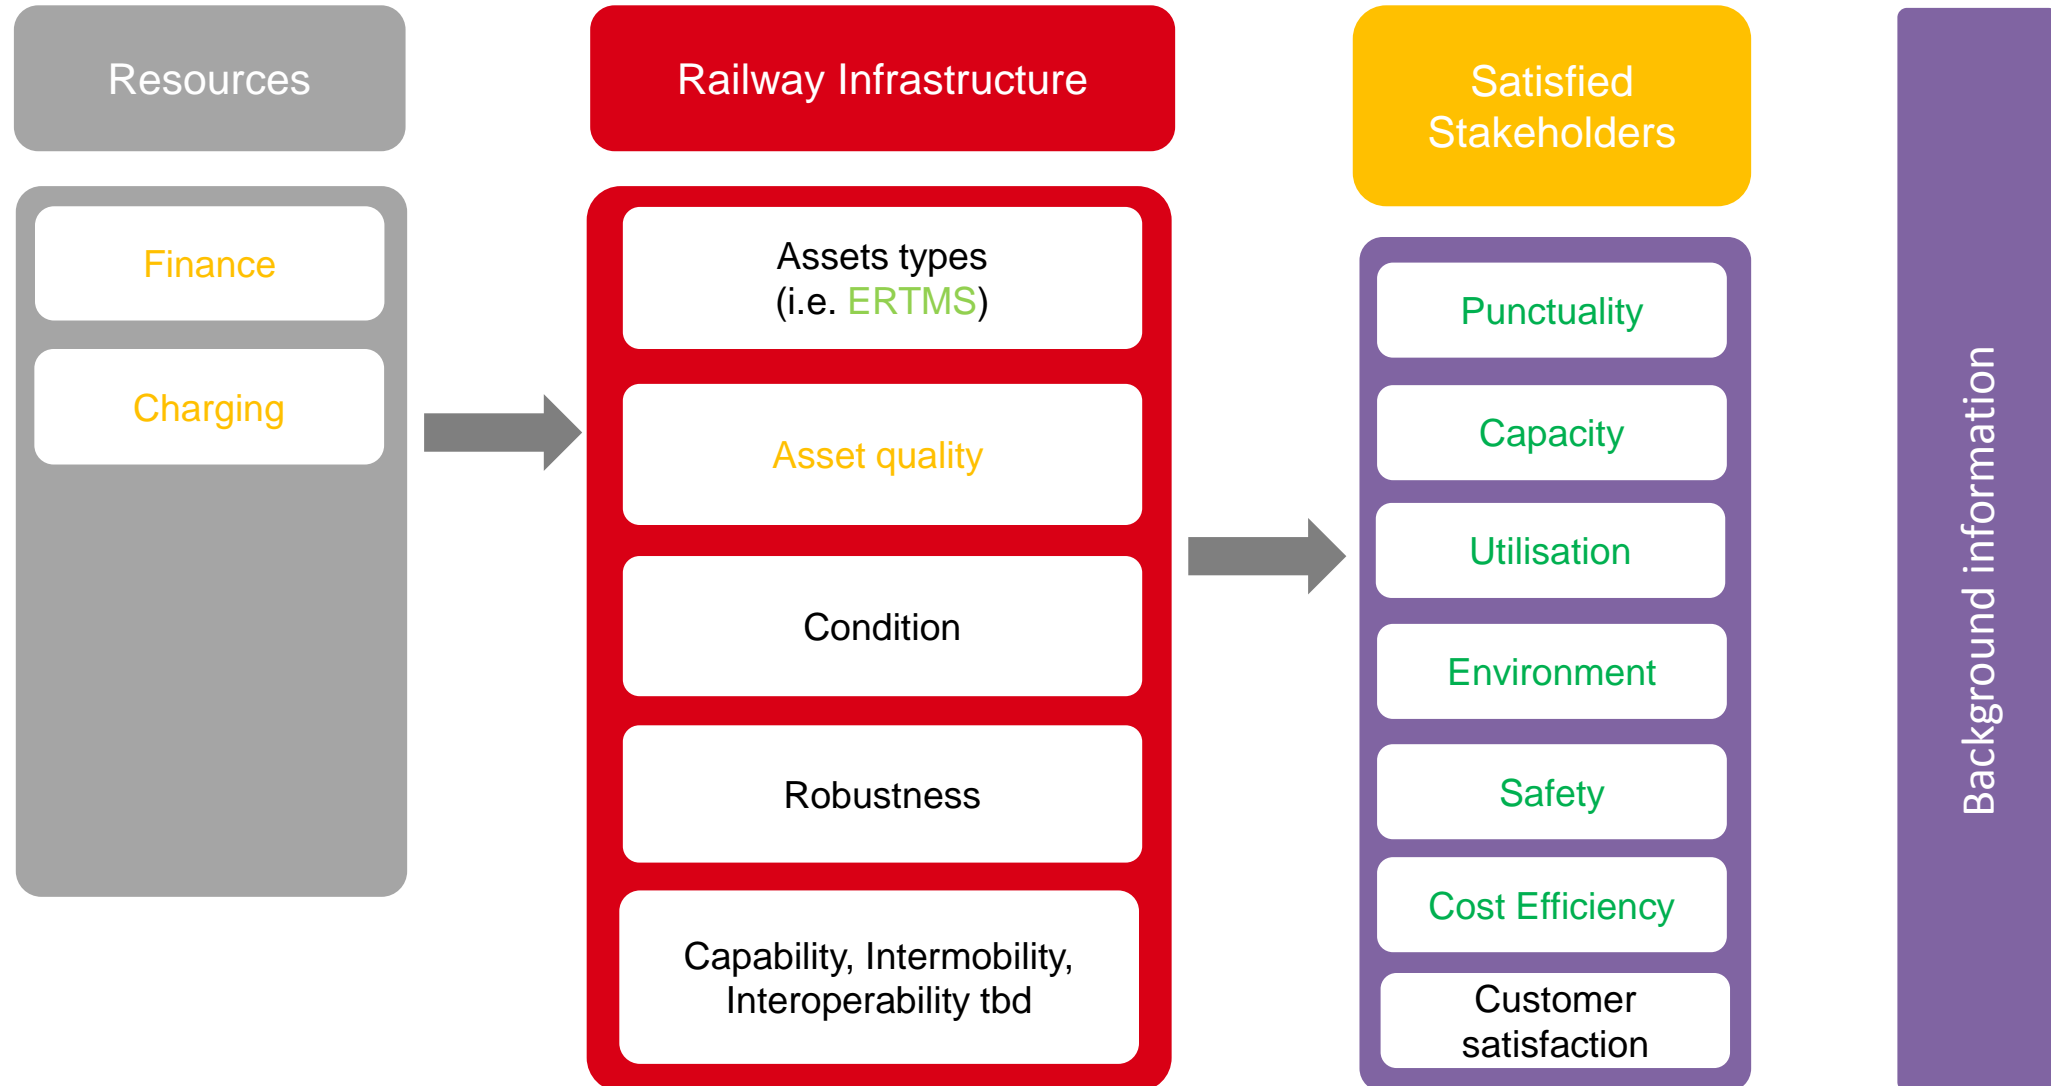 Resources
Finance
Charging
Railway Infrastructure
Assets types
(i.e. ERTMS)
Asset quality
Condition
Robustness
Capability, Intermobility,
Interoperability tbd
Satisfied
Stakeholders
Punctuality
Capacity
Utilisation
Environment
Safety
Cost Efficiency
Customer
satisfaction
Background information